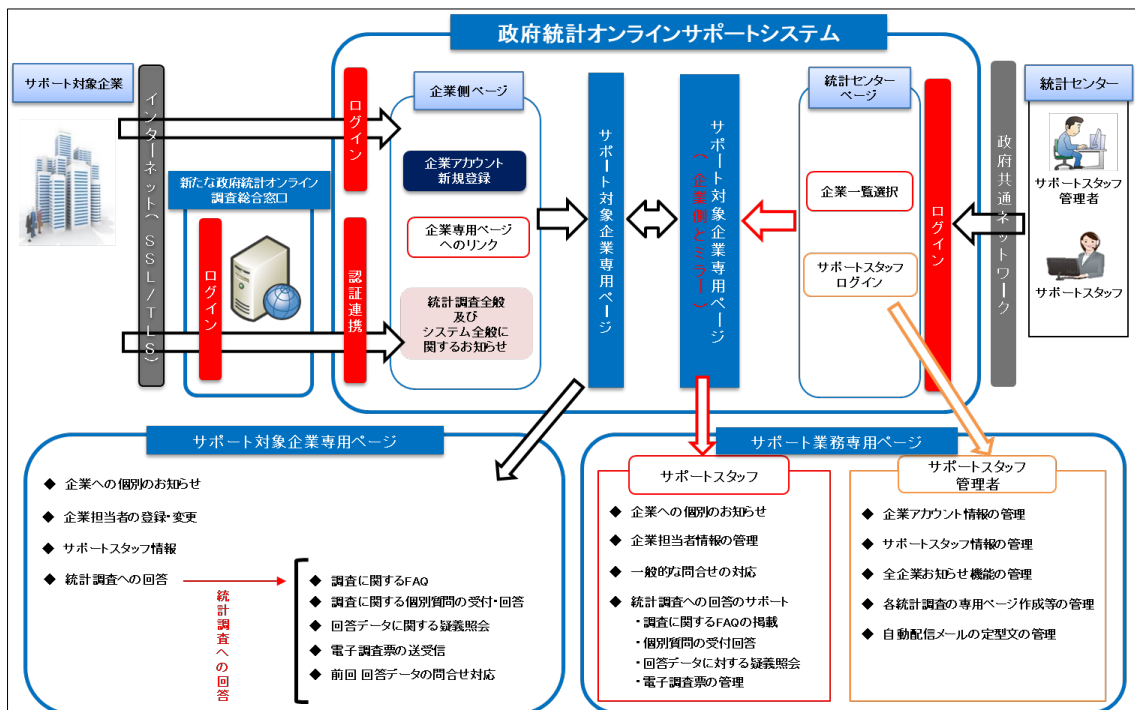 政府統計オンラインサポートシステム
サポート対象企業
インターネット(SSL/TLS)
新たな政府統計オンライン
調査総合窓口
ログイン
ログイン
認証連携
企業側ページ
企業アカウント
新規登録
企業専用ページ
へのリンク
統計調査全般
及び
システム全般に
関するお知らせ
サポート対象企業専用ページ
サポート対象企業専用ページ
(企業側とミラー)
統計センター
ページ
企業一覧選択
サポートスタッフ
ログイン
ログイン
政府共通ネットワーク
統計センター
サポートスタッフ
管理者
サポートスタッフ
サポート対象企業専用ページ
◆ 企業への個別のお知らせ
◆ 企業担当者の登録・変更
◆ サポートスタッフ情報
◆ 統計調査への回答
統計調査への回答
◆ 調査に関するFAQ
◆ 調査に関する個別質問の受付・回答
◆ 回答データに関する疑義照会
◆ 電子調査票の送受信
◆ 前回 回答データの問合せ対応
サポート業務専用ページ
サポートスタッフ
◆ 企業への個別のお知らせ
◆ 企業担当者情報の管理
◆ 一般的な問合せの対応
◆ 統計調査への回答のサポート
・調査に関するFAQの掲載
・個別質問の受付回答
・回答データに対する疑義照会
・電子調査票の管理
サポートスタッフ
管理者
◆ 企業アカウント情報の管理
◆ サポートスタッフ情報の管理
◆ 全企業お知らせ機能の管理
◆ 各統計調査の専用ページ作成等の管理
◆ 自動配信メールの定型文の管理